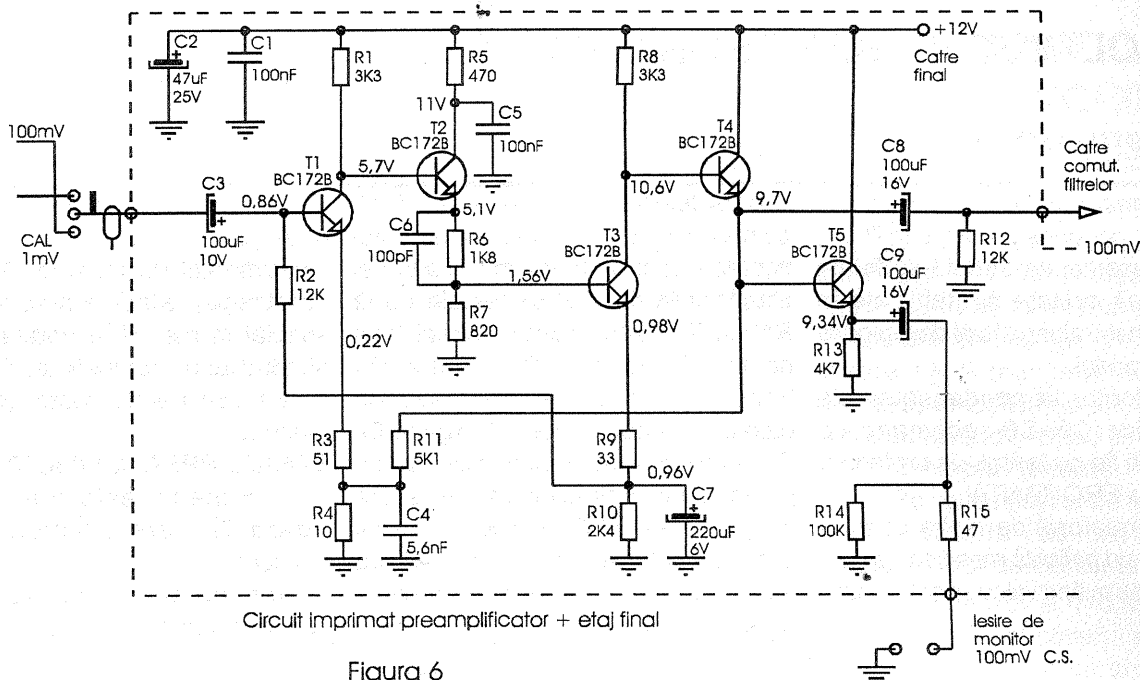 C2
47uF
25V
C1
100nF
R1
3K3
R5
470
11V
C5
100nF
T2
BC172B
R8
3K3
T4
BC172B
+12V
Catre
final
100mV
CAL
1mV
C3
100uF
10V
0,86V
T1
BC172B
5,7V
5,1V
C6
100pF
R6
1K8
R7
820
1,56V
R2
12K
0,22V
10,6V
T3
BC172B
0,98V
9,7V
T5
BC172B
C8
100uF
16V
C9
100uF
16V
9,34V
R13
4K7
R12
12K
Catre
comut.
filtrelor
100mV
R3
51
R11
5K1
R4
10
C4
5,6nF
R9
33
0,96V
R10
2K4
C7
220uF
6V
R14
100K
R15
47
Circuit imprimat preamplificator + etaj final
Iesire de
monitor
100mV C.S.
Figura 6